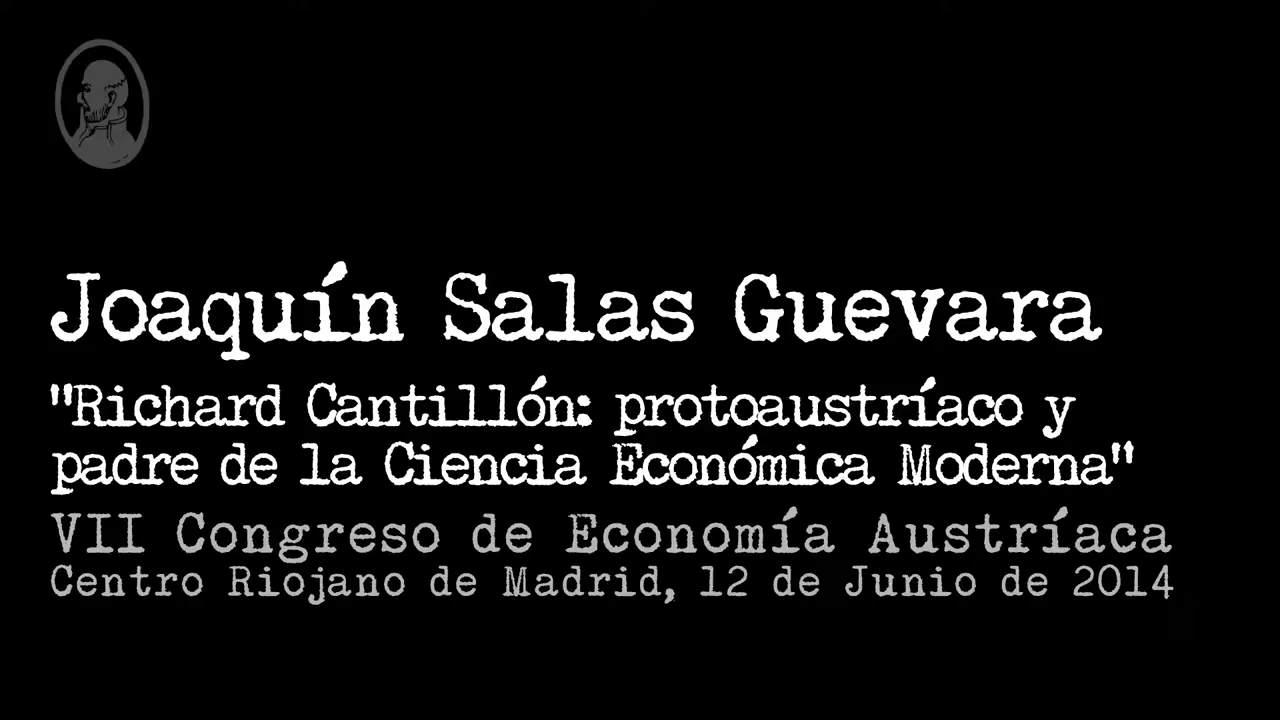 Joaquín Salas Guevara
"Richard Cantillón: protoaustríaco y
padre de la Ciencia Económica Moderna"
VII Congreso de Economía Austríaca
Centro Riojano de Madrid, 12 de Junio de 2014